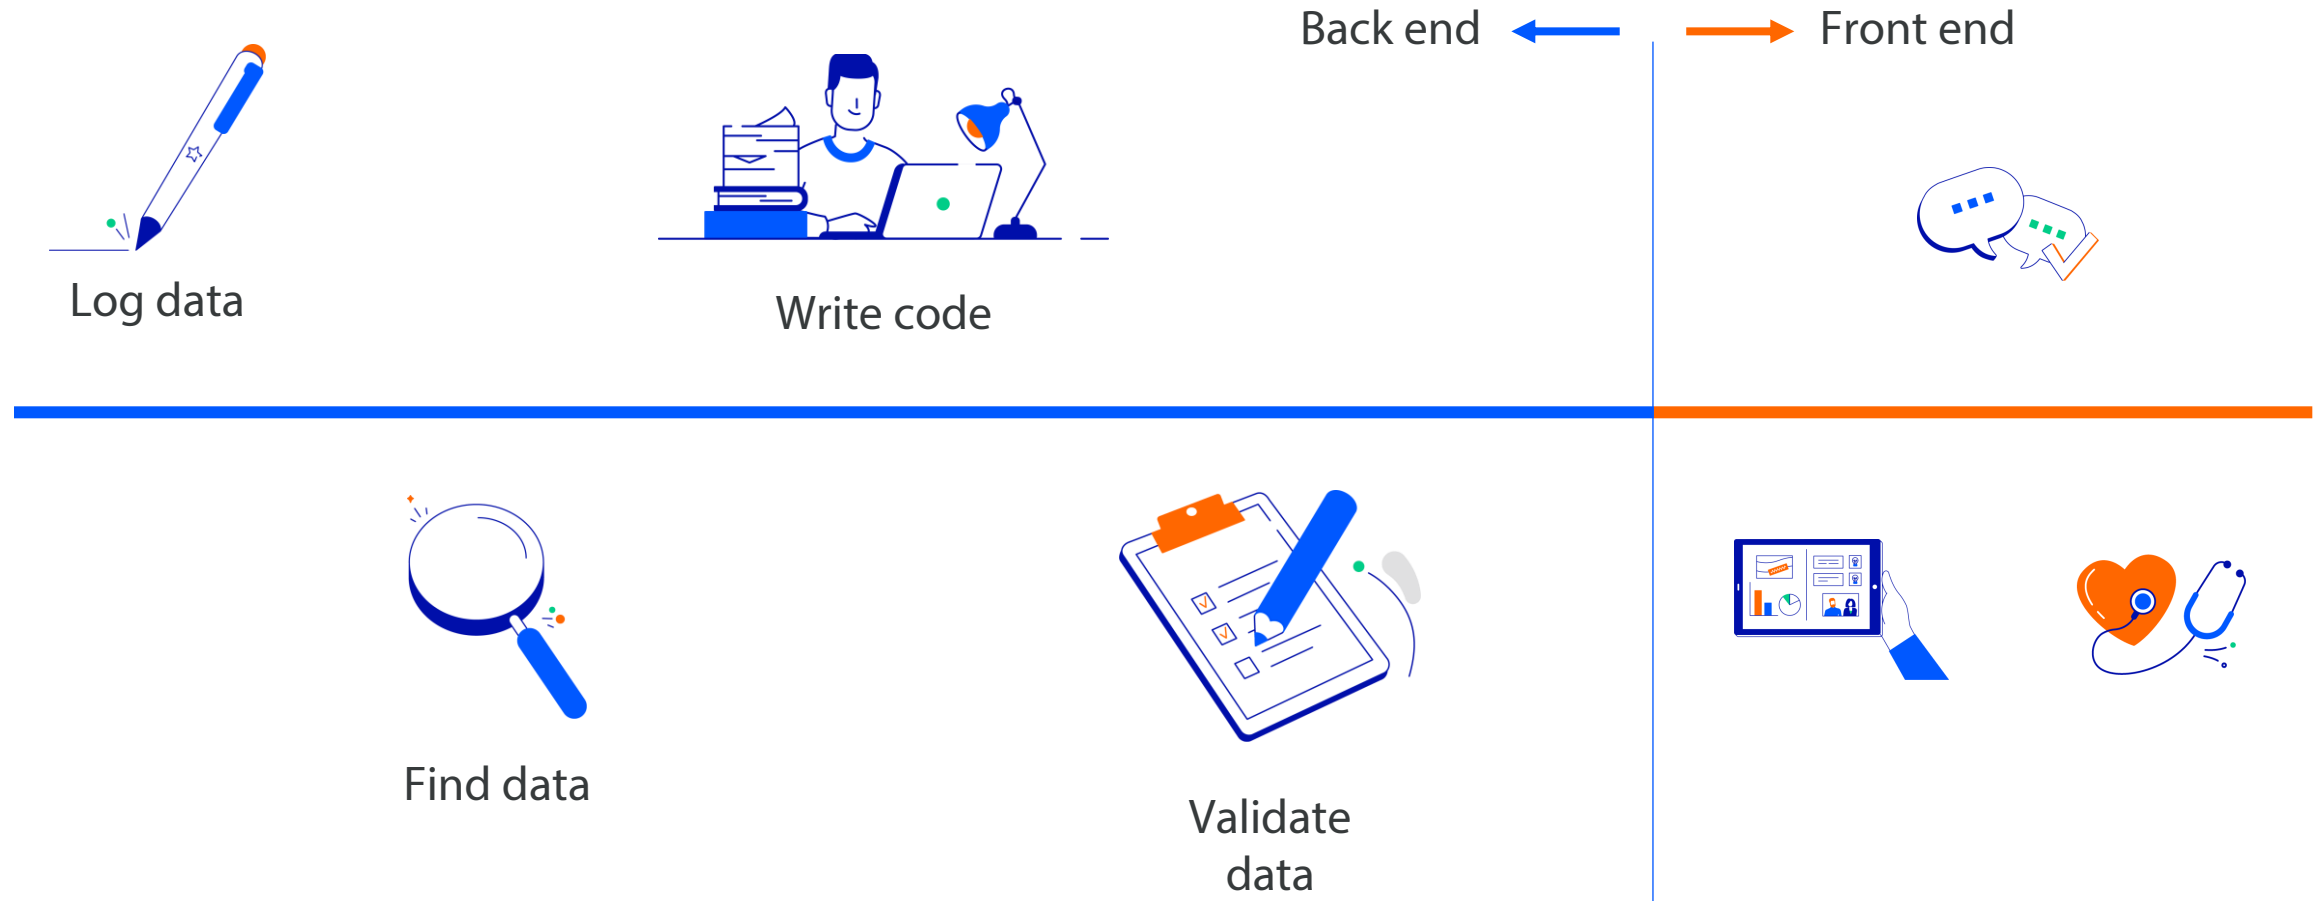 Back end
Front end
Log data
Write code
Find data
Validate
data